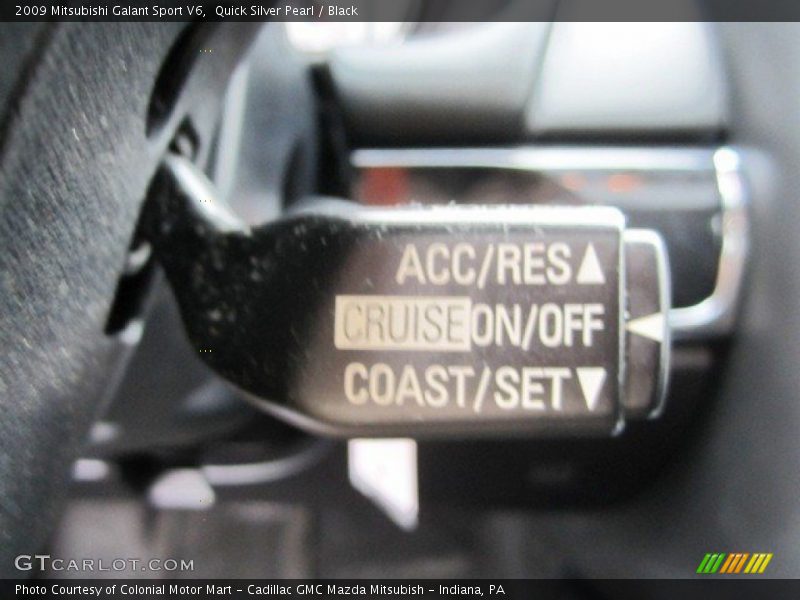 2009 Mitsubishi Galant Sport V6,  Quick Silver Pearl / Black
ACC/RES▲
CRUISE ON/OFF ◀
COAST/SET▼
GTCARLOT.COM
Photo Courtesy of Colonial Motor Mart - Cadillac GMC Mazda Mitsubish - Indiana, PA